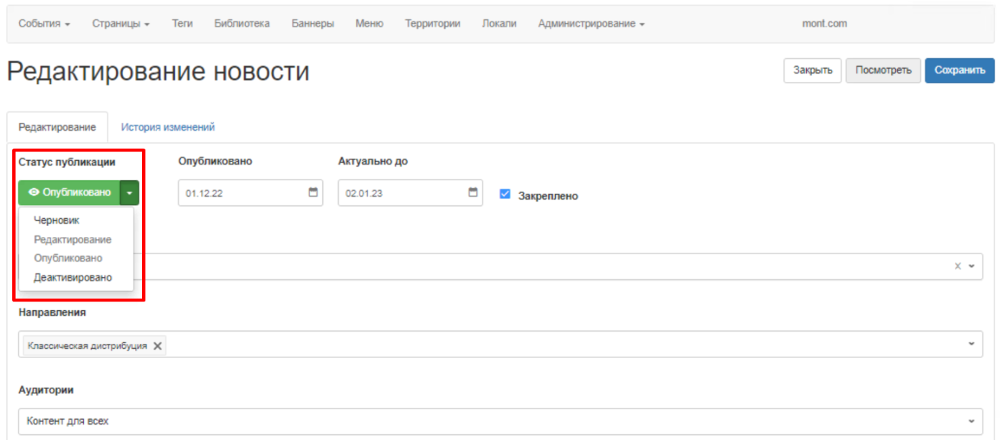 События Страницы Теги Библиотека Баннеры Меню Территории Локали Администрирование mont.com
Редактирование новости
Закрыть Посмотреть Сохранить
Редактирование История изменений
Статус публикации Опубликовано Актуально до
Опубликовано 01.12.22 02.01.23 Закреплено
Черновик
Редактирование
Опубликовано
Деактивировано
Направления
Классическая дистрибуция
Аудитории
Контент для всех